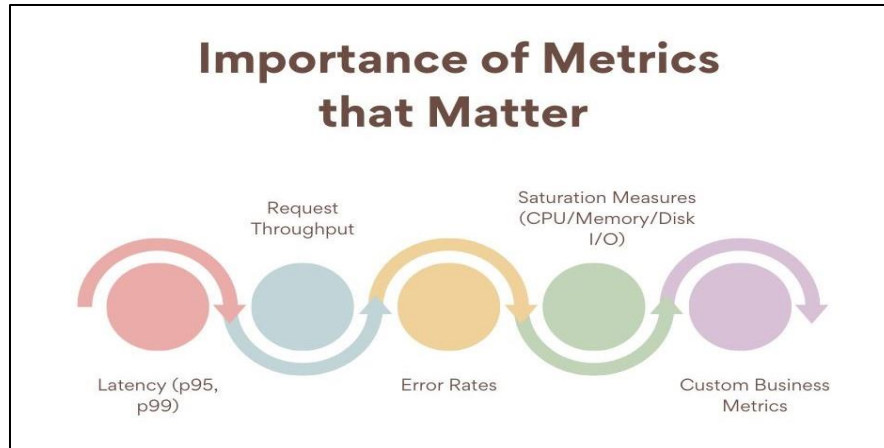 Importance of Metrics
that Matter
Request
Throughput
Saturation Measures
(CPU/Memory/Disk
I/O)
Latency (p95,
p99)
Error Rates
Custom Business
Metrics